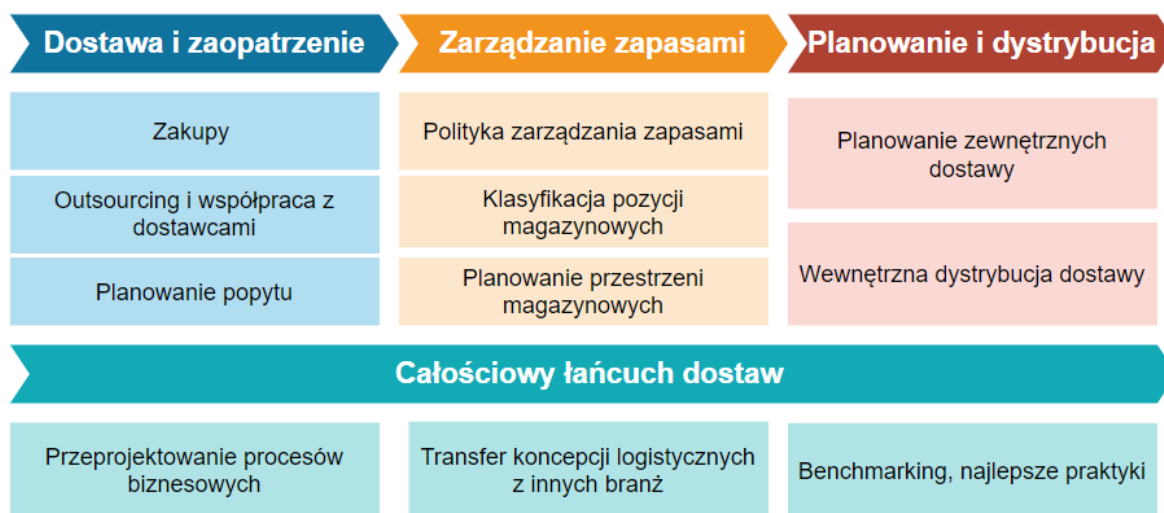 Dostawa i zaopatrzenie
Zarządzanie zapasami
Planowanie i dystrybucja
Zakupy
Outsourcing i współpraca z
dostawcami
Planowanie popytu
Polityka zarządzania zapasami
Klasyfikacja pozycji
magazynowych
Planowanie przestrzeni
magazynowych
Planowanie zewnętrznych
dostawy
Wewnętrzna dystrybucja dostawy
Całościowy łańcuch dostaw
Przeprojektowanie procesów
biznesowych
Transfer koncepcji logistycznych
z innych branż
Benchmarking, najlepsze praktyki